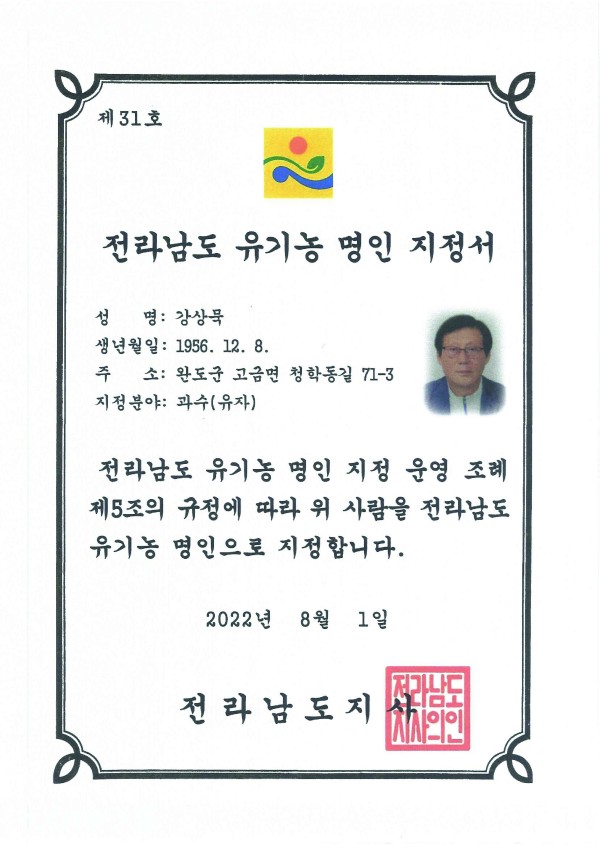 제31호
전라남도 유기농 명인 지정서
성 명: 강상묵
생년월일: 1956. 12. 8.
주 소: 완도군 고금면 청학동길 71-3
지정분야: 과수(유자)
전라남도 유기농 명인 지정 운영 조례
제5조의 규정에 따라 위 사람을 전라남도
유기농 명인으로 지정합니다.
2022년 8월 1일
전라남도지사
전라남도
지사의인